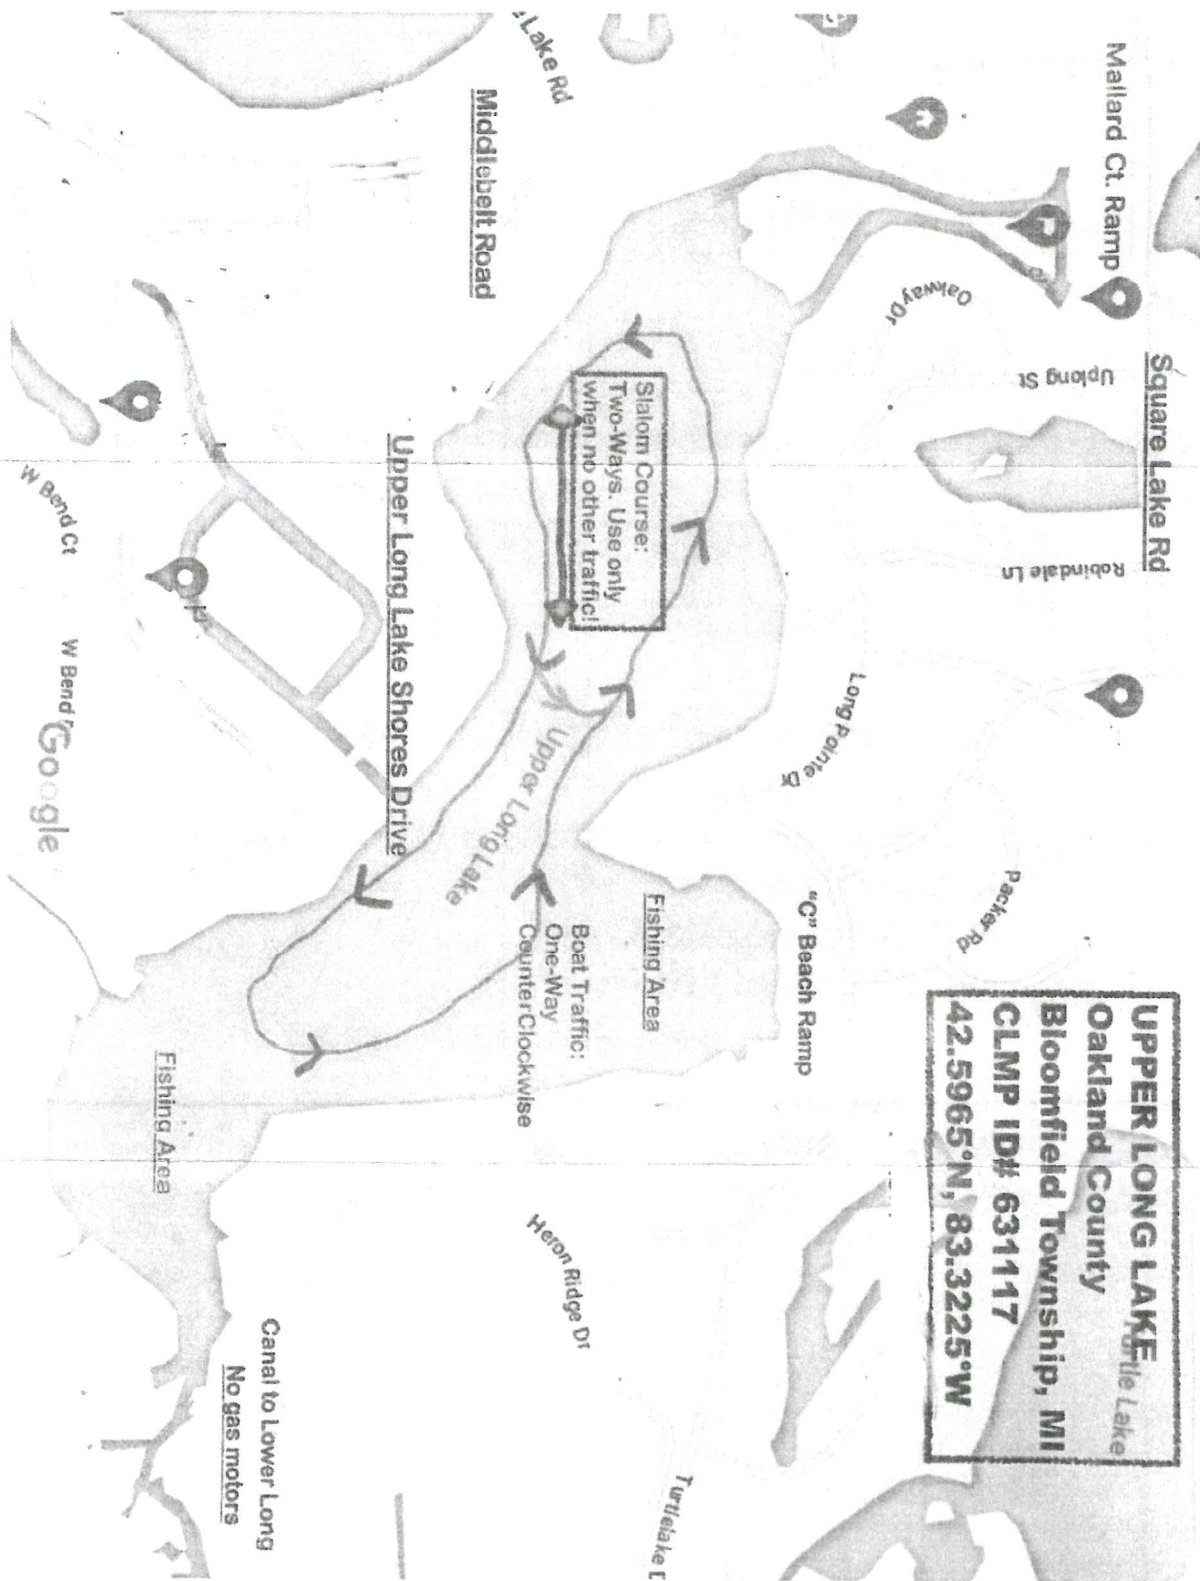 UPPER LONG LAKE
Oakland County
Bloomfield Township, MI
CLMP ID# 631117
42.5965°N, 83.3225°W
Turtle Lake
Mallard Ct. Ramp
Square Lake Rd
Oakway Dr
Uplong St
Robindale Ln
Long Pointe Dr
Packer Rd
"C" Beach Ramp
Lake Rd
Middlebelt Road
Slalom Course:
Two-Ways. Use only
when no other traffic!
Upper Long Lake
Fishing Area
Boat Traffic:
One-Way
CounterClockwise
Upper Long Lake Shores Drive
Heron Ridge Dr
Turtlelake
W Bend Ct
W Bend
Google
Fishing Area
Canal to Lower Long
No gas motors